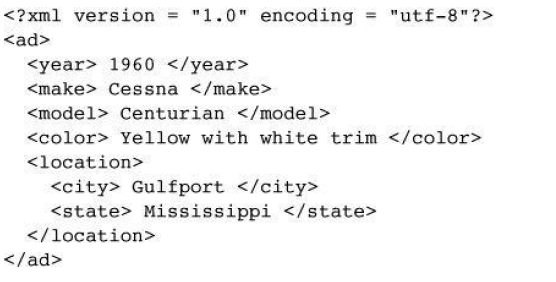 <?xml version = "1.0" encoding = "utf-8"?>
<ad>
  <year> 1960 </year>
  <make> Cessna </make>
  <model> Centurian </model>
  <color> Yellow with white trim </color>
  <location>
    <city> Gulfport </city>
    <state> Mississippi </state>
  </location>
</ad>